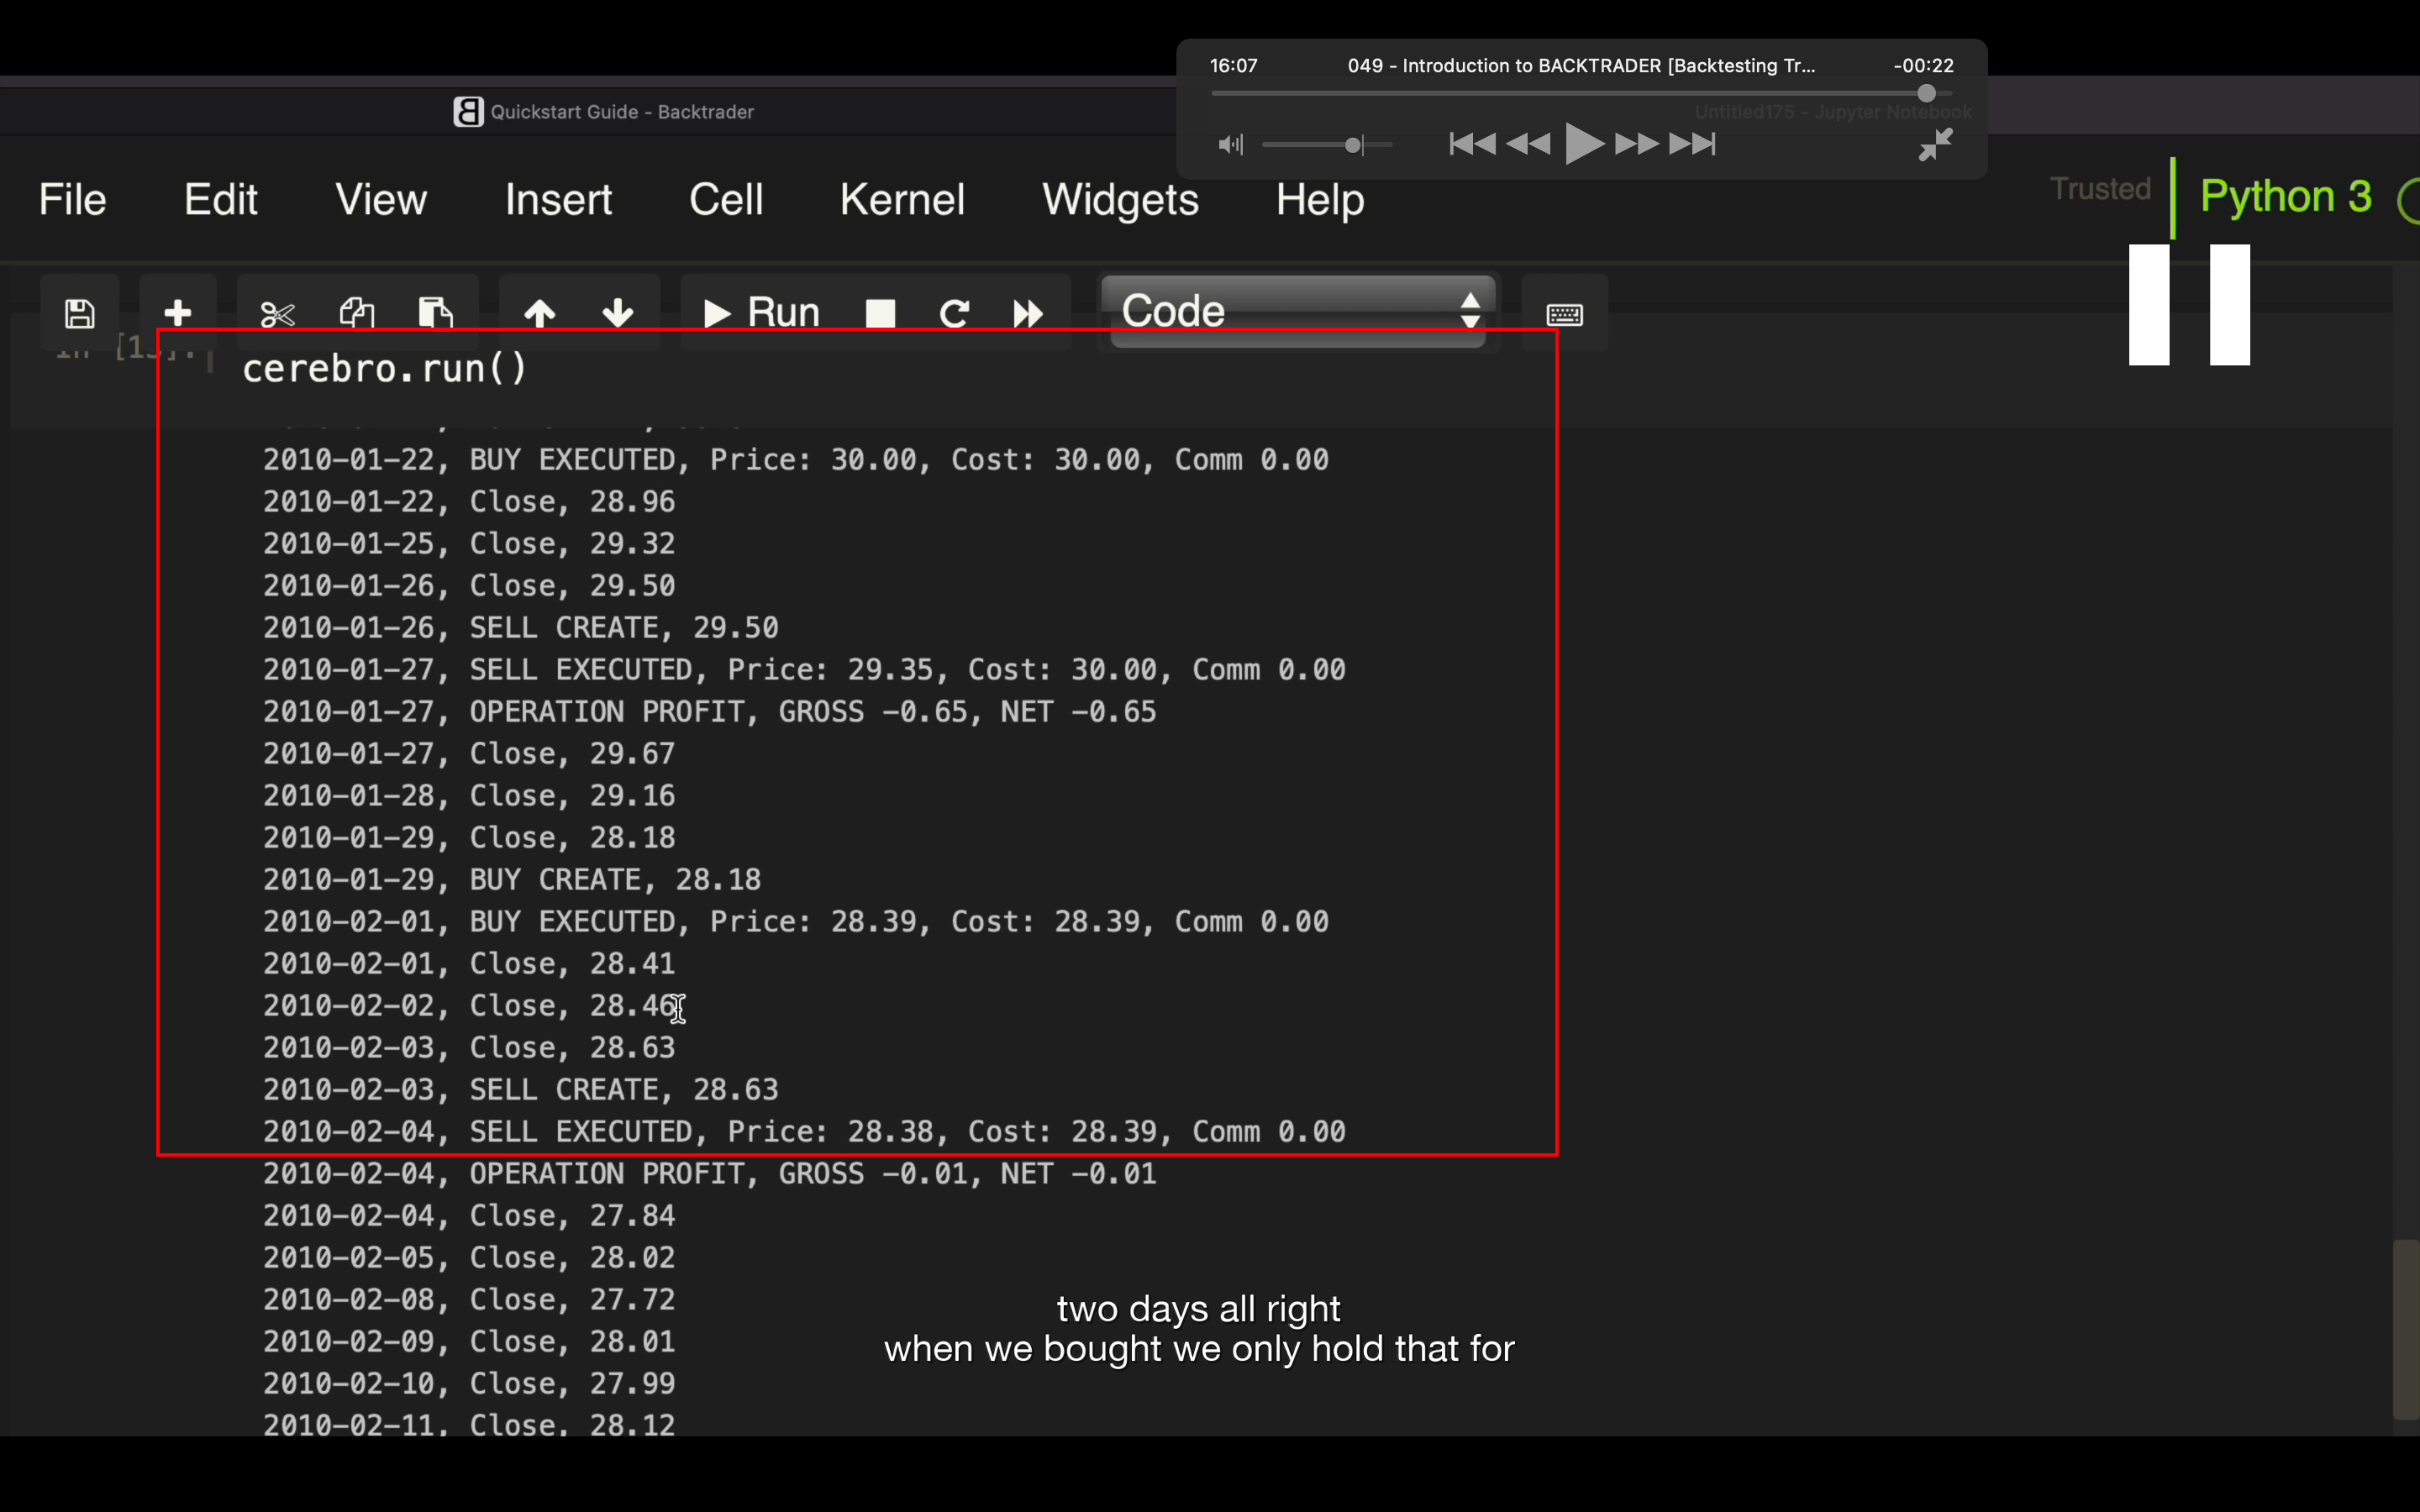 16:07 049 - Introduction to BACKTRADER [Backtesting Tr... -00:22
Quickstart Guide - Backtrader
Untitled175 - Jupyter Notebook
File Edit View Insert Cell Kernel Widgets Help
Trusted Python 3
Run Code
cerebro.run()
2010-01-22, BUY EXECUTED, Price: 30.00, Cost: 30.00, Comm 0.00
2010-01-22, Close, 28.96
2010-01-25, Close, 29.32
2010-01-26, Close, 29.50
2010-01-26, SELL CREATE, 29.50
2010-01-27, SELL EXECUTED, Price: 29.35, Cost: 30.00, Comm 0.00
2010-01-27, OPERATION PROFIT, GROSS -0.65, NET -0.65
2010-01-27, Close, 29.67
2010-01-28, Close, 29.16
2010-01-29, Close, 28.18
2010-01-29, BUY CREATE, 28.18
2010-02-01, BUY EXECUTED, Price: 28.39, Cost: 28.39, Comm 0.00
2010-02-01, Close, 28.41
2010-02-02, Close, 28.46
2010-02-03, Close, 28.63
2010-02-03, SELL CREATE, 28.63
2010-02-04, SELL EXECUTED, Price: 28.38, Cost: 28.39, Comm 0.00
2010-02-04, OPERATION PROFIT, GROSS -0.01, NET -0.01
2010-02-04, Close, 27.84
2010-02-05, Close, 28.02
2010-02-08, Close, 27.72
2010-02-09, Close, 28.01
2010-02-10, Close, 27.99
2010-02-11, Close, 28.12
two days all right
when we bought we only hold that for